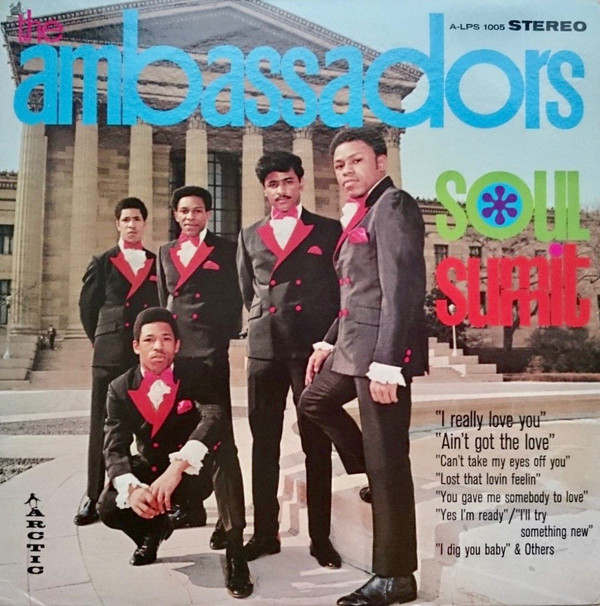 the
ambassadors
A-LPS 1005 STEREO
SOUL
sumit
"I really love you"
"Ain't got the love"
"Can't take my eyes off you"
"Lost that lovin feelin"
"You gave me somebody to love"
"Yes I'm ready"/"I'll try
something new"
"I dig you baby" & Others
ARCTIC